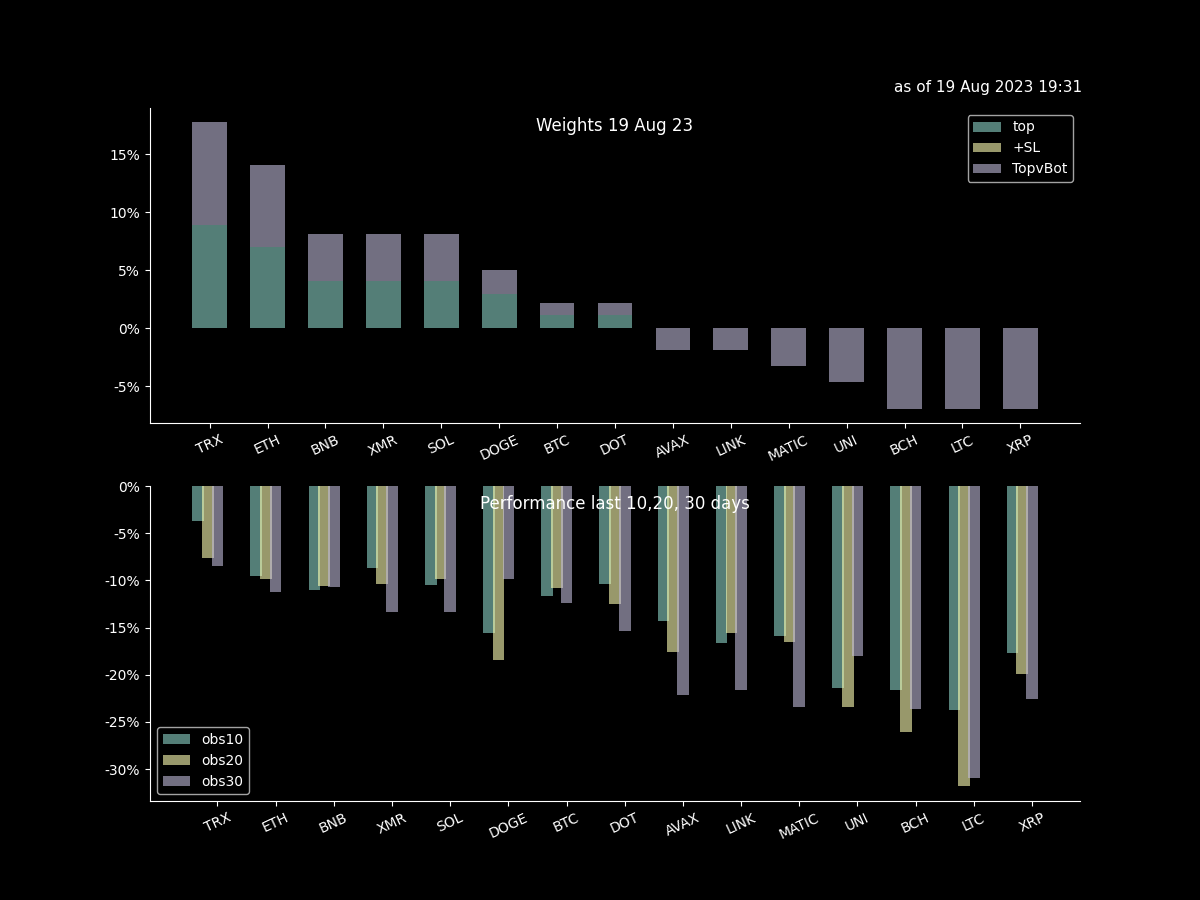 as of 19 Aug 2023 19:31
Weights 19 Aug 23
top
+SL
TopvBot
15%
10%
5%
0%
-5%
TRX ETH BNB XMR SOL DOGE BTC DOT AVAX LINK MATIC UNI BCH LTC XRP
Performance last 10,20, 30 days
0%
-5%
-10%
-15%
-20%
-25%
-30%
obs10
obs20
obs30
TRX ETH BNB XMR SOL DOGE BTC DOT AVAX LINK MATIC UNI BCH LTC XRP